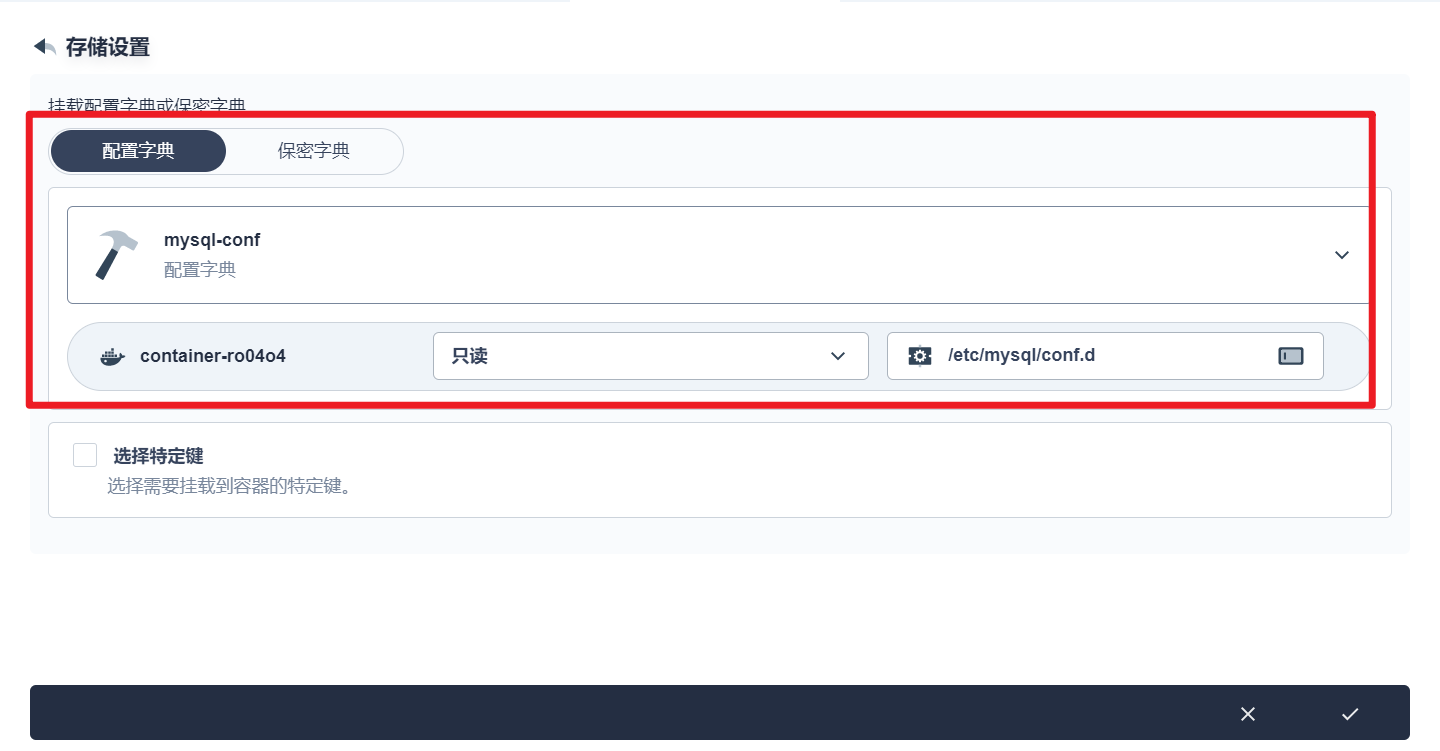 存储设置
挂载配置字典或保密字典
配置字典
保密字典
mysql-conf
配置字典
container-ro04o4
只读
/etc/mysql/conf.d
选择特定键
选择需要挂载到容器的特定键。